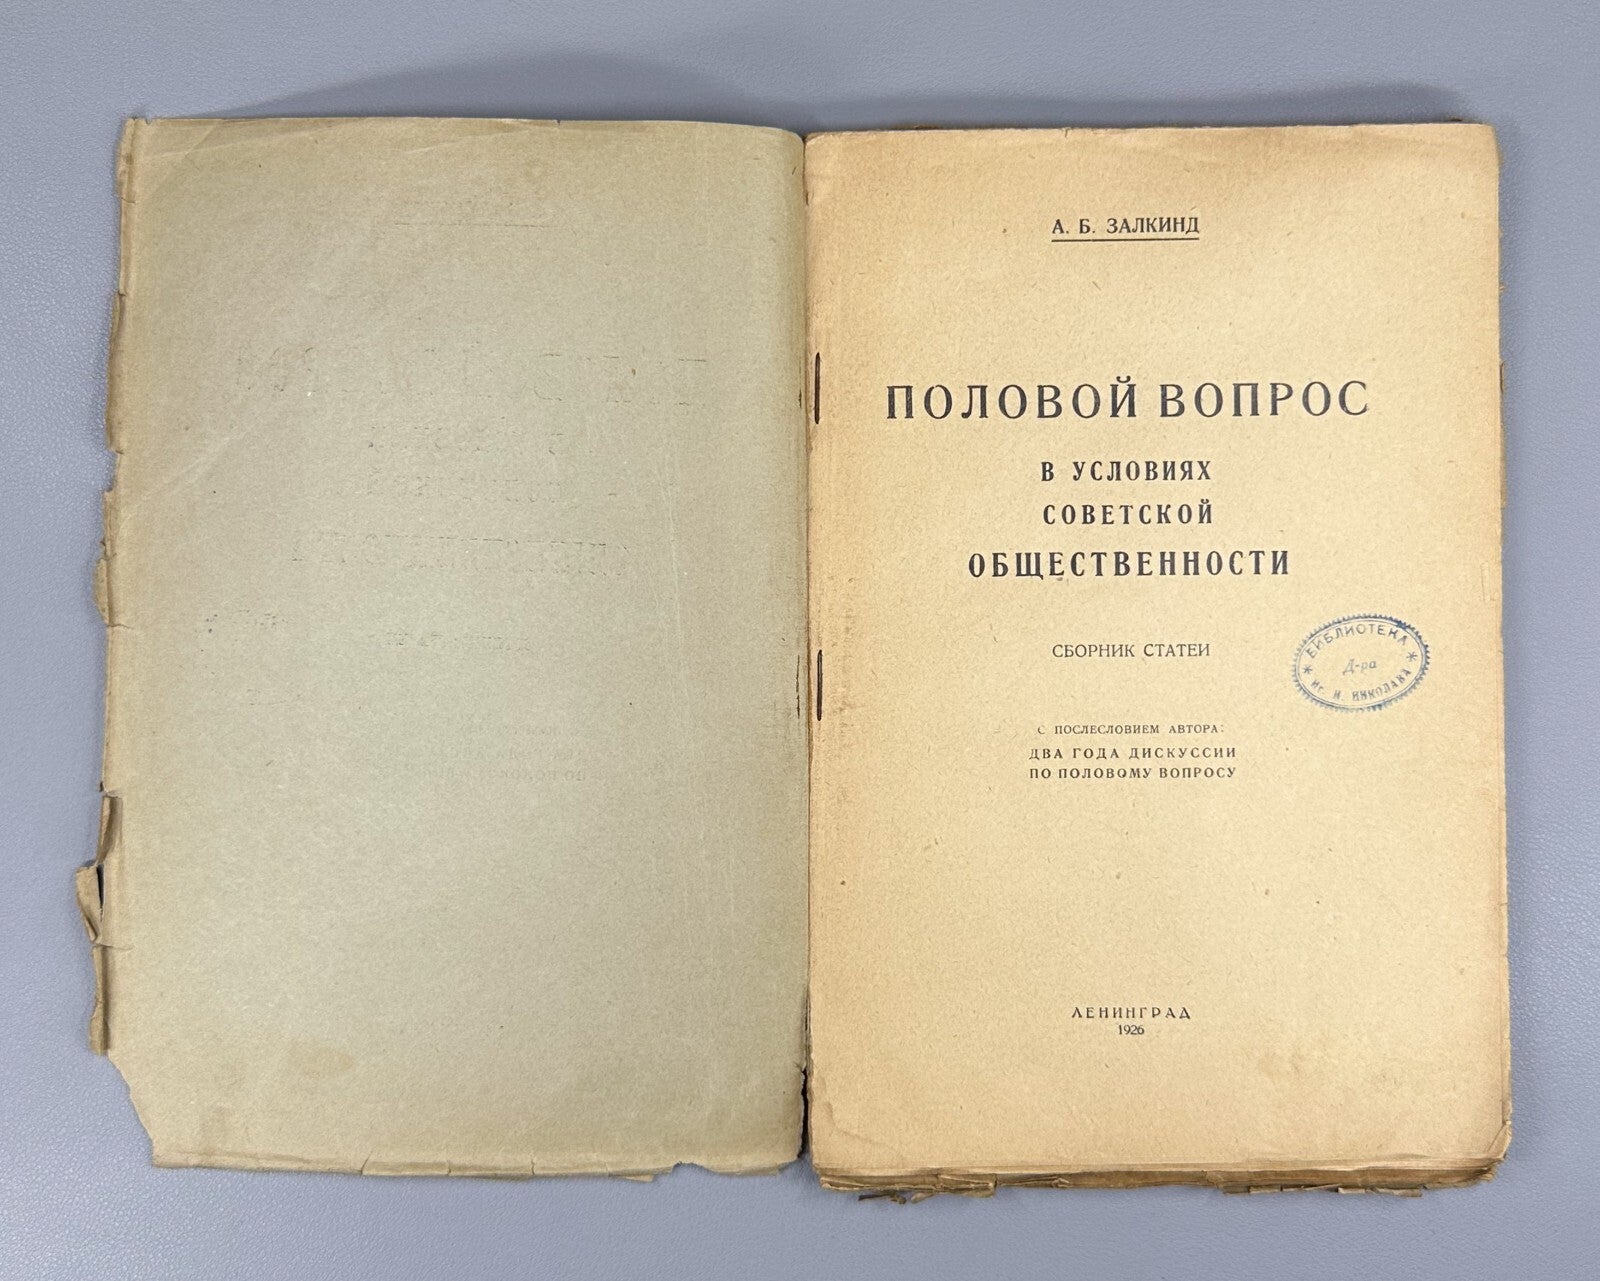 А. Б. ЗАЛКИНД
ПОЛОВОЙ ВОПРОС
В УСЛОВИЯХ
СОВЕТСКОЙ
ОБЩЕСТВЕННОСТИ
СБОРНИК СТАТЕЙ
БИБЛИОТЕКА
Д-ра
И. НИКОЛАВА
С ПОСЛЕСЛОВИЕМ АВТОРА:
ДВА ГОДА ДИСКУССИИ
ПО ПОЛОВОМУ ВОПРОСУ
ЛЕНИНГРАД
1926